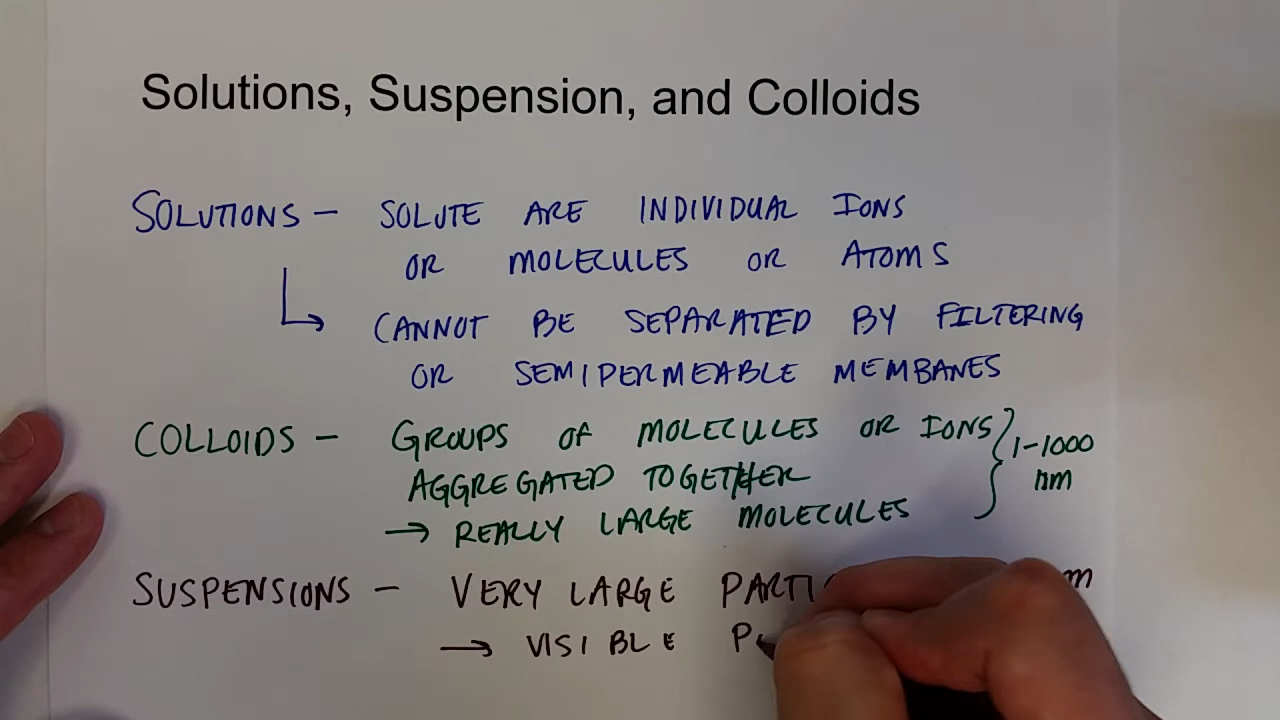 Solutions, Suspension, and Colloids
SOLUTIONS – SOLUTE ARE INDIVIDUAL IONS
OR MOLECULES OR ATOMS
→ CANNOT BE SEPARATED BY FILTERING
OR SEMIPERMEABLE MEMBANES
COLLOIDS – GROUPS OF MOLECULES OR IONS
AGGREGATED TOGETHER
→ REALLY LARGE MOLECULES
1-1000
nm
SUSPENSIONS – VERY LARGE
→ VISIBLE